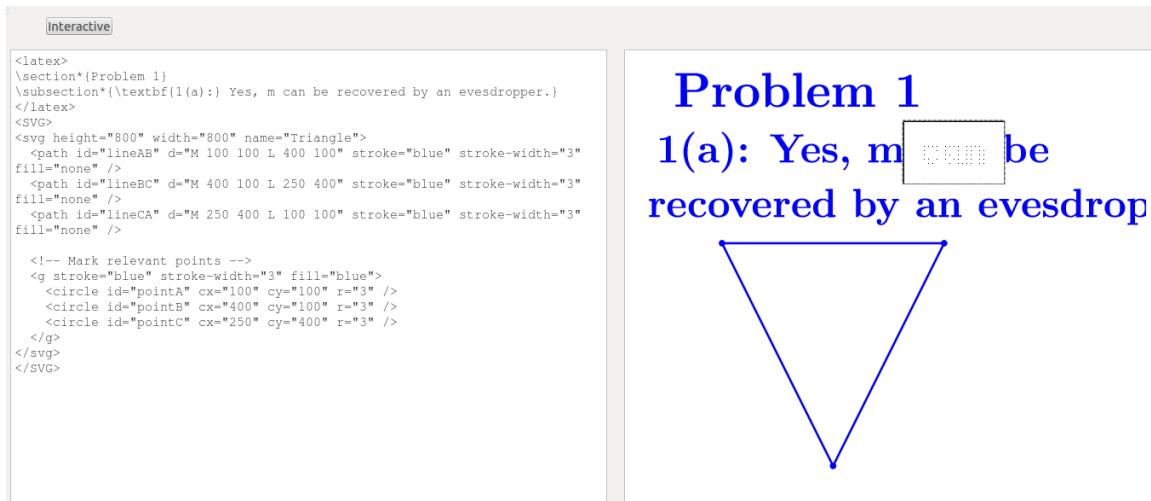 Interactive
<latex>
\section*{Problem 1}
\subsection*{\textbf{1(a):} Yes, m can be recovered by an evesdropper.}
</latex>
<SVG>
<svg height="800" width="800" name="Triangle">
<path id="lineAB" d="M 100 100 L 400 100" stroke="blue" stroke-width="3"
fill="none" />
<path id="lineBC" d="M 400 100 L 250 400" stroke="blue" stroke-width="3"
fill="none" />
<path id="lineCA" d="M 250 400 L 100 100" stroke="blue" stroke-width="3"
fill="none" />
<!-- Mark relevant points -->
<g stroke="blue" stroke-width="3" fill="blue">
<circle id="pointA" cx="100" cy="100" r="3" />
<circle id="pointB" cx="400" cy="100" r="3" />
<circle id="pointC" cx="250" cy="400" r="3" />
</g>
</svg>
</SVG>
Problem 1
1(a): Yes, m can be
recovered by an evesdrop